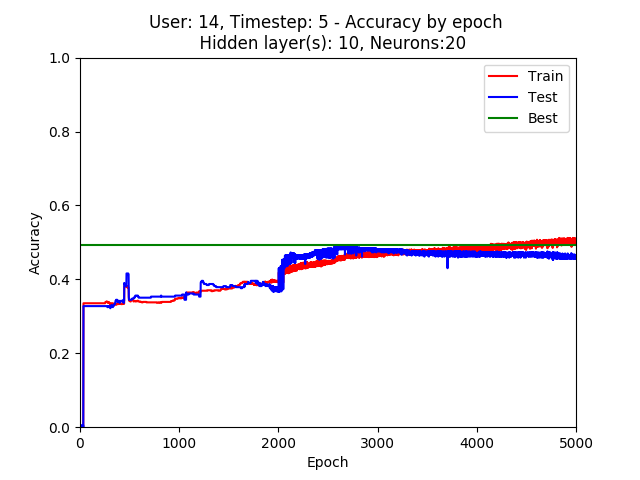 User: 14, Timestep: 5 - Accuracy by epoch
Hidden layer(s): 10, Neurons:20
1.0
0.8
0.6
0.4
0.2
0.0
Accuracy
Train
Test
Best
0 1000 2000 3000 4000 5000
Epoch